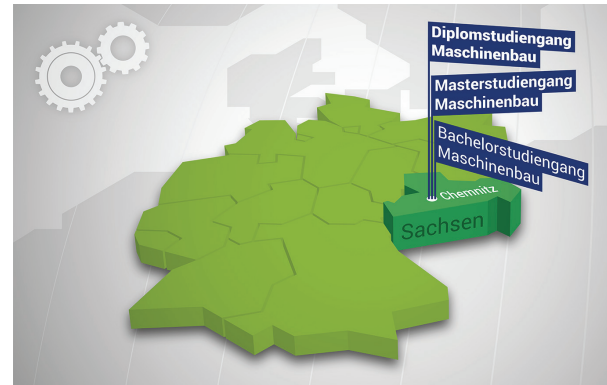 Diplomstudiengang
Maschinenbau
Masterstudiengang
Maschinenbau
Bachelorstudiengang
Maschinenbau
Chemnitz
Sachsen